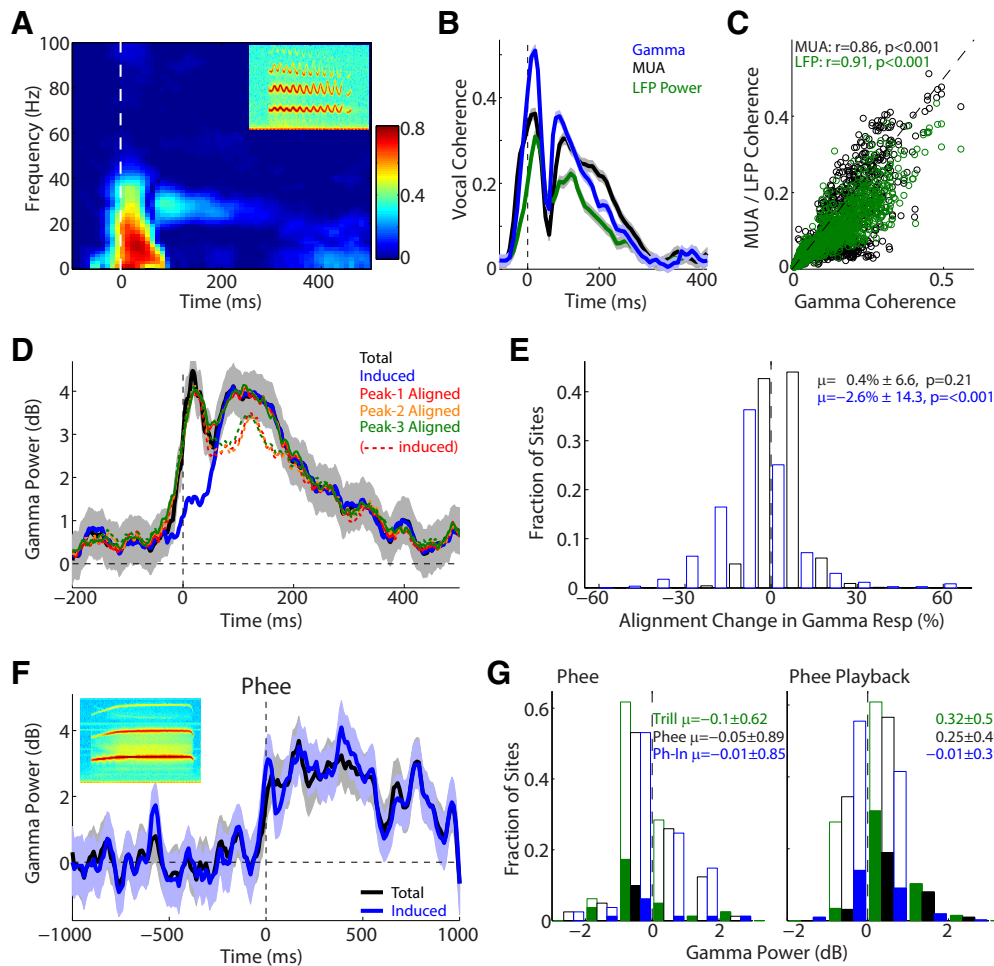 A
100
80
60
40
20
0
Frequency (Hz)
0
200
400
Time (ms)
0.8
0.4
0
B
0.4
0.2
0
Vocal Coherence
0
200
400
Time (ms)
Gamma
MUA
LFP Power
C
MUA: r=0.86, p<0.001
LFP: r=0.91, p<0.001
0.6
0.4
0.2
0
MUA / LFP Coherence
0
0.5
Gamma Coherence
D
4
3
2
1
0
Gamma Power (dB)
−200
0
200
400
Time (ms)
Total
Induced
Peak-1 Aligned
Peak-2 Aligned
Peak-3 Aligned
(---- induced)
E
0.4
0.3
0.2
0.1
0
Fraction of Sites
μ= 0.4% ± 6.6, p=0.21
μ=−2.6% ± 14.3, p=<0.001
−60
−30
0
30
60
Alignment Change in Gamma Resp (%)
F
Phee
4
2
0
Gamma Power (dB)
−1000
−500
0
500
1000
Time (ms)
Total
Induced
G
Phee
Phee Playback
0.6
0.4
0.2
0
Fraction of Sites
Trill μ=−0.1±0.62
Phee μ=−0.05±0.89
Ph-In μ=−0.01±0.85
0.32±0.5
0.25±0.4
−0.01±0.3
−2
0
2
−2
0
2
Gamma Power (dB)